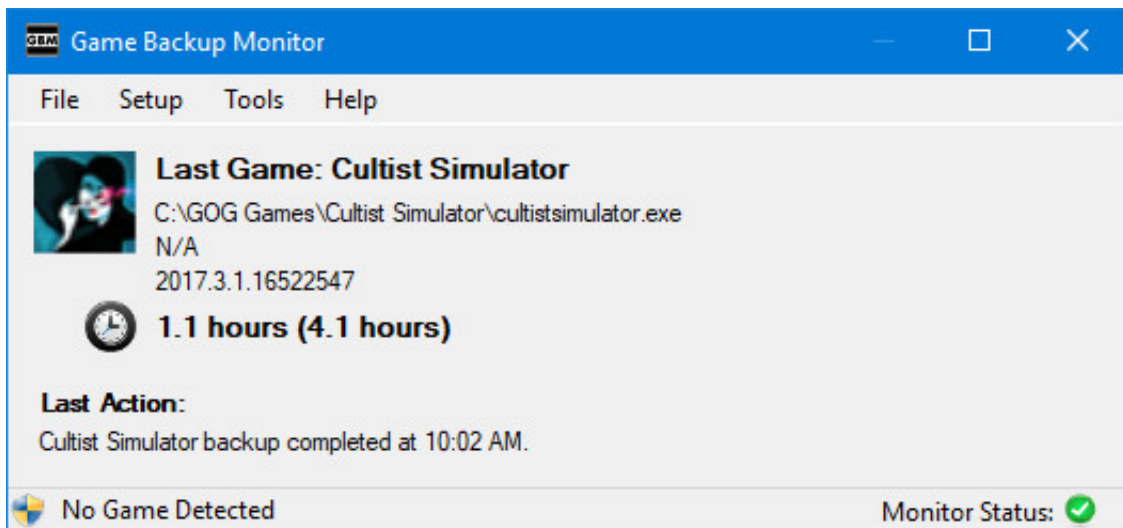 GBM Game Backup Monitor
File Setup Tools Help
Last Game: Cultist Simulator
C:\GOG Games\Cultist Simulator\cultistsimulator.exe
N/A
2017.3.1.16522547
1.1 hours (4.1 hours)
Last Action:
Cultist Simulator backup completed at 10:02 AM.
No Game Detected Monitor Status: